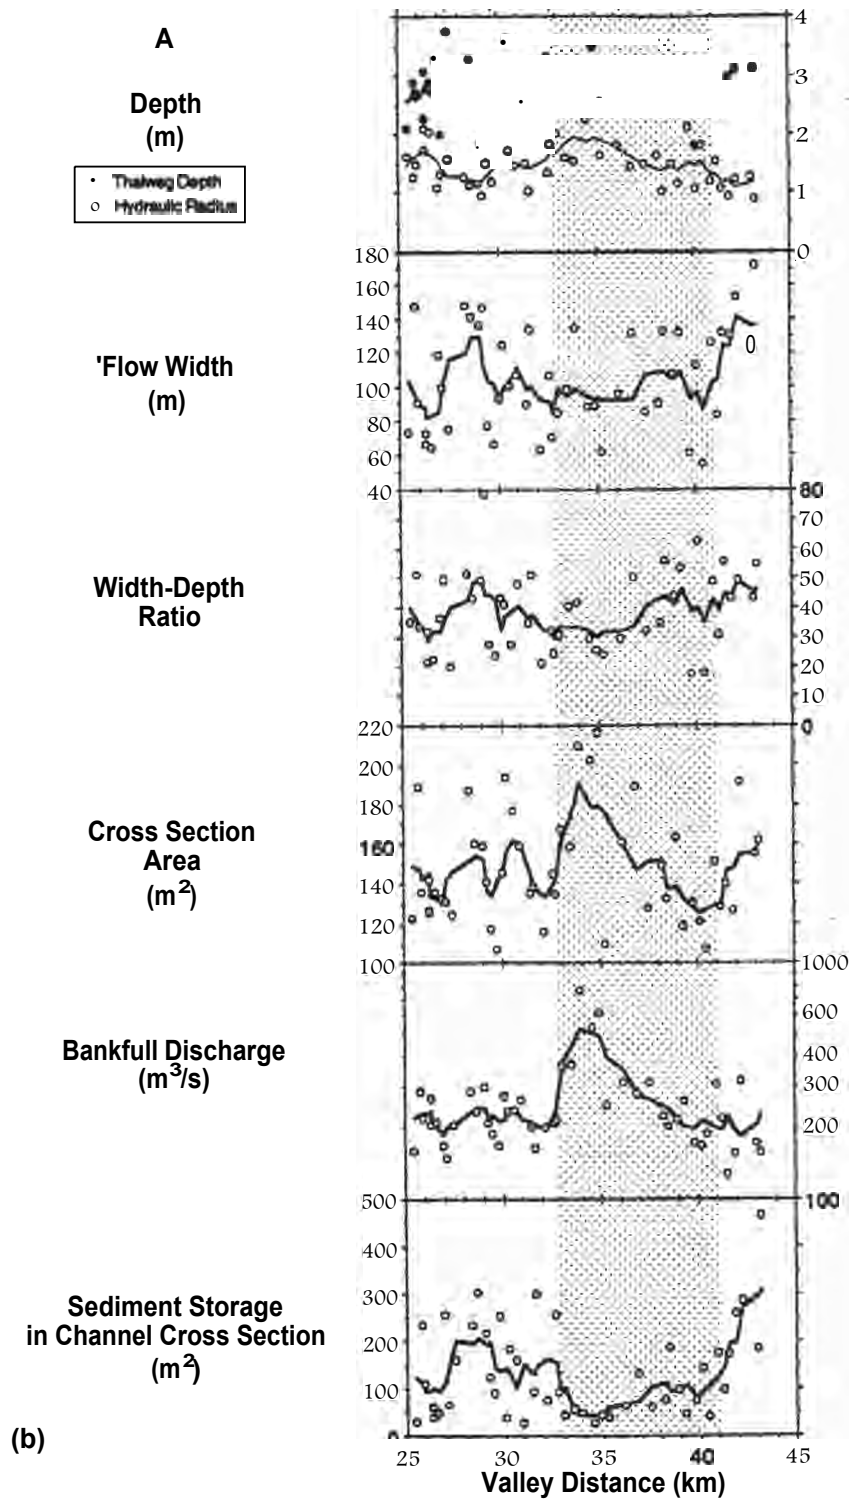 A
4
Depth
(m)
3
2
1
0
• Thalweg Depth
○ Hydraulic Radius
180
160
140
120
100
80
60
40
'Flow Width
(m)
0
80
70
60
50
40
30
20
10
0
Width-Depth
Ratio
220
200
180
160
140
120
100
Cross Section
Area
(m²)
1000
600
400
300
200
100
Bankfull Discharge
(m³/s)
500
400
300
200
100
0
Sediment Storage
in Channel Cross Section
(m²)
(b)
25 30 35 40 45
Valley Distance (km)